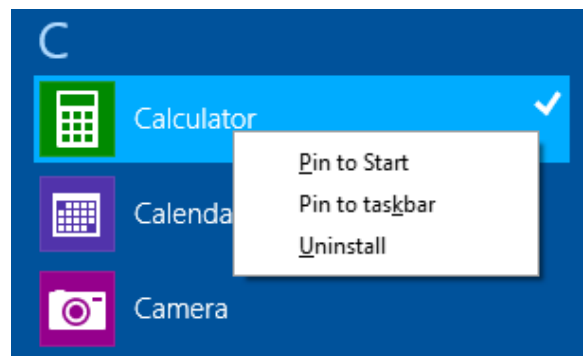 C
Calculator
Pin to Start
Pin to taskbar
Calenda
Uninstall
Camera